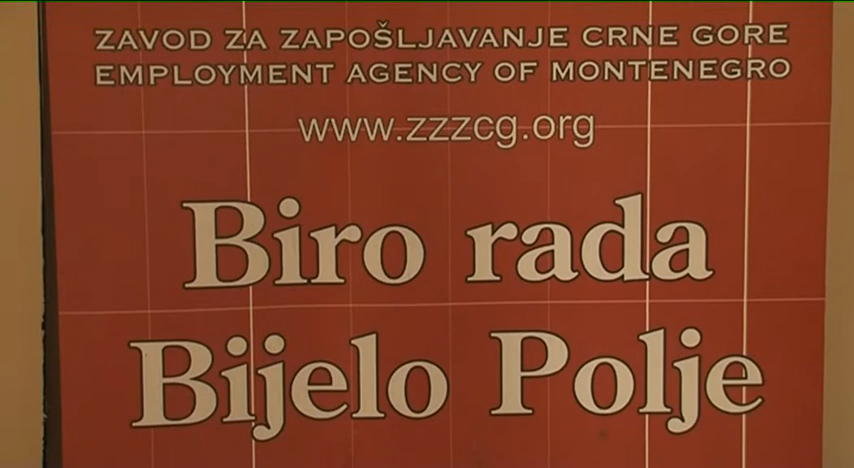 ZAVOD ZA ZAPOŠLJAVANJE CRNE GORE
EMPLOYMENT AGENCY OF MONTENEGRO
www.zzzcg.org
Biro rada
Bijelo Polje